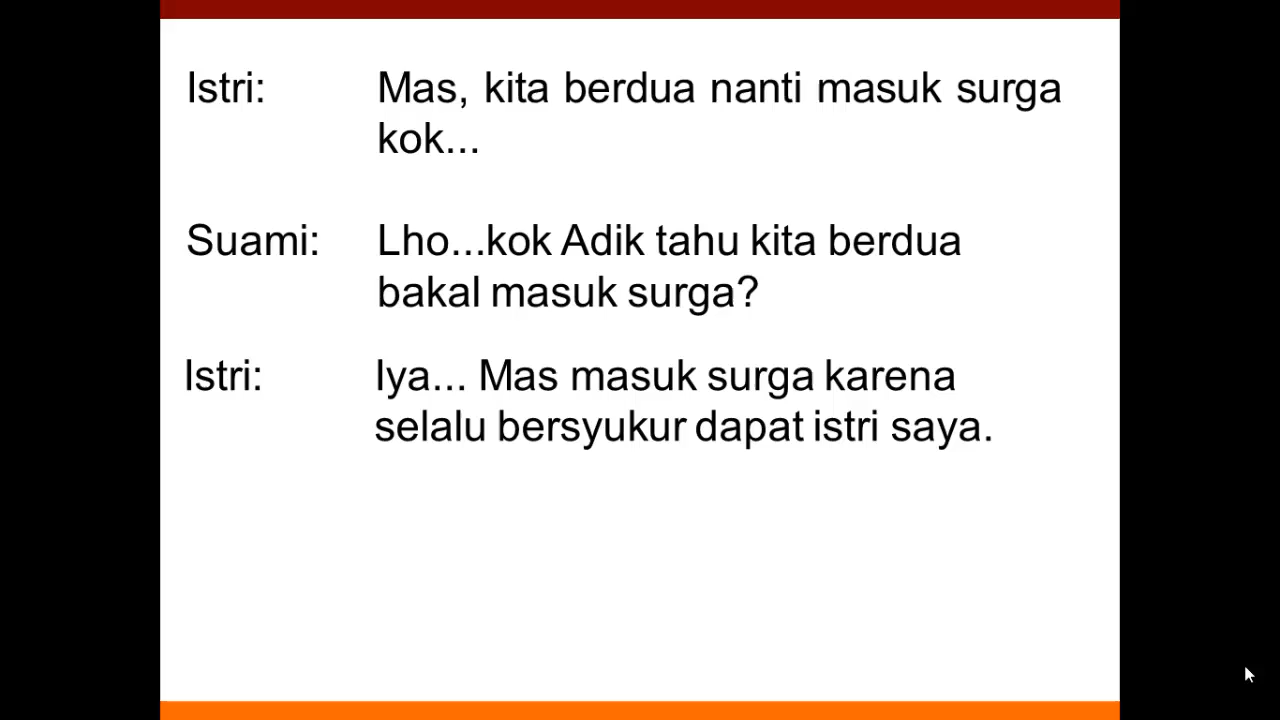 Istri: Mas, kita berdua nanti masuk surga
kok...
Suami: Lho...kok Adik tahu kita berdua
bakal masuk surga?
Istri: Iya... Mas masuk surga karena
selalu bersyukur dapat istri saya.